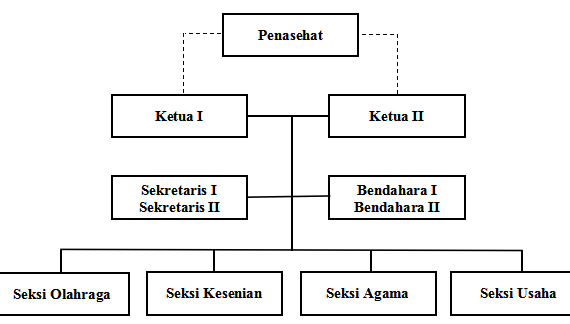 Penasehat
Ketua I
Ketua II
Sekretaris I
Sekretaris II
Bendahara I
Bendahara II
Seksi Olahraga
Seksi Kesenian
Seksi Agama
Seksi Usaha